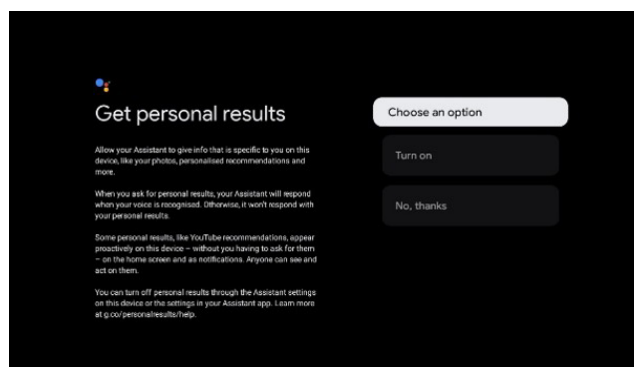 Get personal results
Allow your Assistant to give info that is specific to you on this
device, like your photos, personalised recommendations and
more.
When you ask for personal results, your Assistant will respond
when your voice is recognised. Otherwise, it won't respond with
your personal results.
Some personal results, like YouTube recommendations, appear
proactively on this device – without you having to ask for them
– on the home screen and as notifications. Anyone can see and
act on them.
You can turn off personal results through the Assistant settings
on this device or the settings in your Assistant app. Learn more
at g.co/personalresults/help.
Choose an option
Turn on
No, thanks